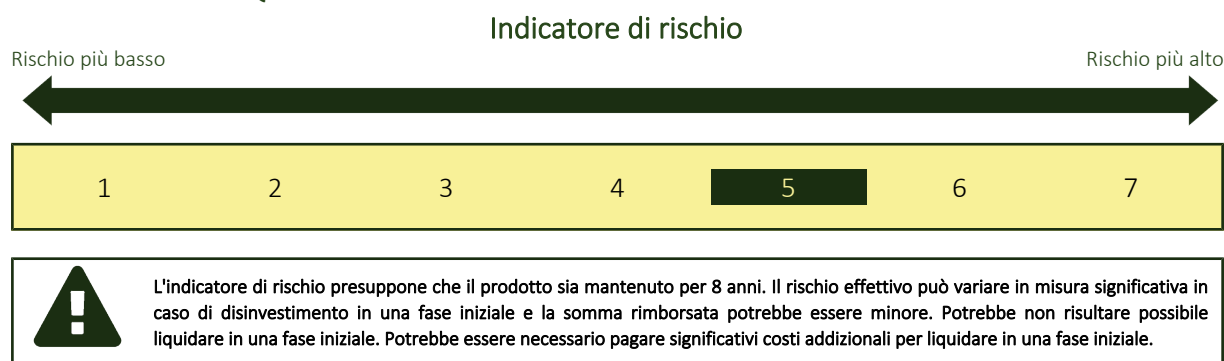 Indicatore di rischio
Rischio più basso Rischio più alto
1 2 3 4 5 6 7
L'indicatore di rischio presuppone che il prodotto sia mantenuto per 8 anni. Il rischio effettivo può variare in misura significativa in
caso di disinvestimento in una fase iniziale e la somma rimborsata potrebbe essere minore. Potrebbe non risultare possibile
liquidare in una fase iniziale. Potrebbe essere necessario pagare significativi costi addizionali per liquidare in una fase iniziale.